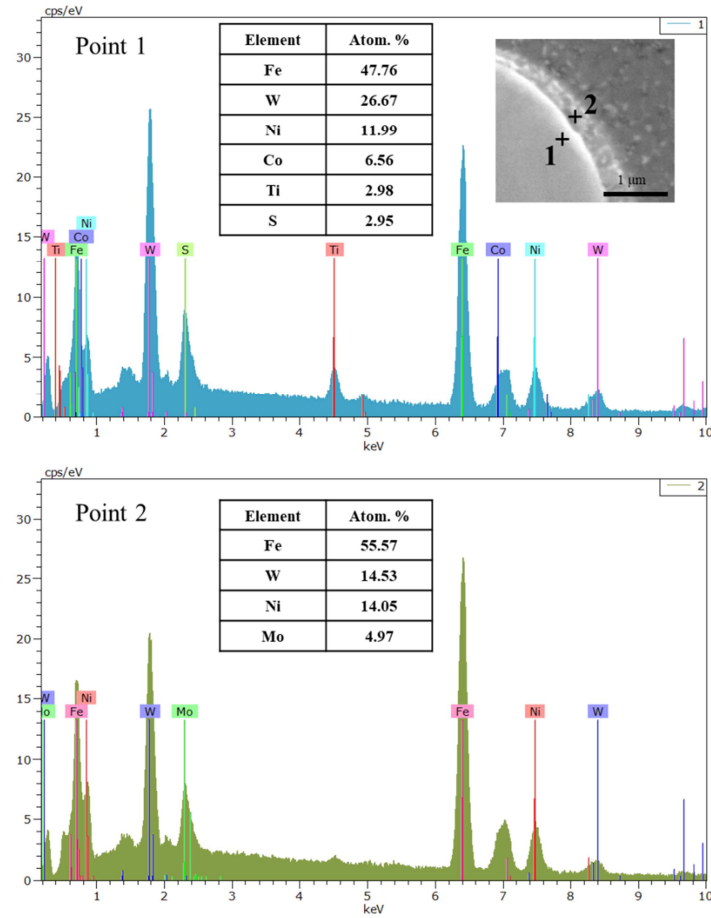 cps/eV
1
Point 1
Element Atom. %
Fe 47.76
W 26.67
Ni 11.99
Co 6.56
Ti 2.98
S 2.95
2
1
1 μm
30
25
20
15
10
5
0
Ni
W Co
Ti Fe W S Ti Fe Co Ni W
1 2 3 4 5 6 7 8 9 10
keV
cps/eV
2
Point 2
Element Atom. %
Fe 55.57
W 14.53
Ni 14.05
Mo 4.97
30
25
20
15
10
5
0
W Ni
Fe W Mo Fe Ni W
1 2 3 4 5 6 7 8 9 10
keV